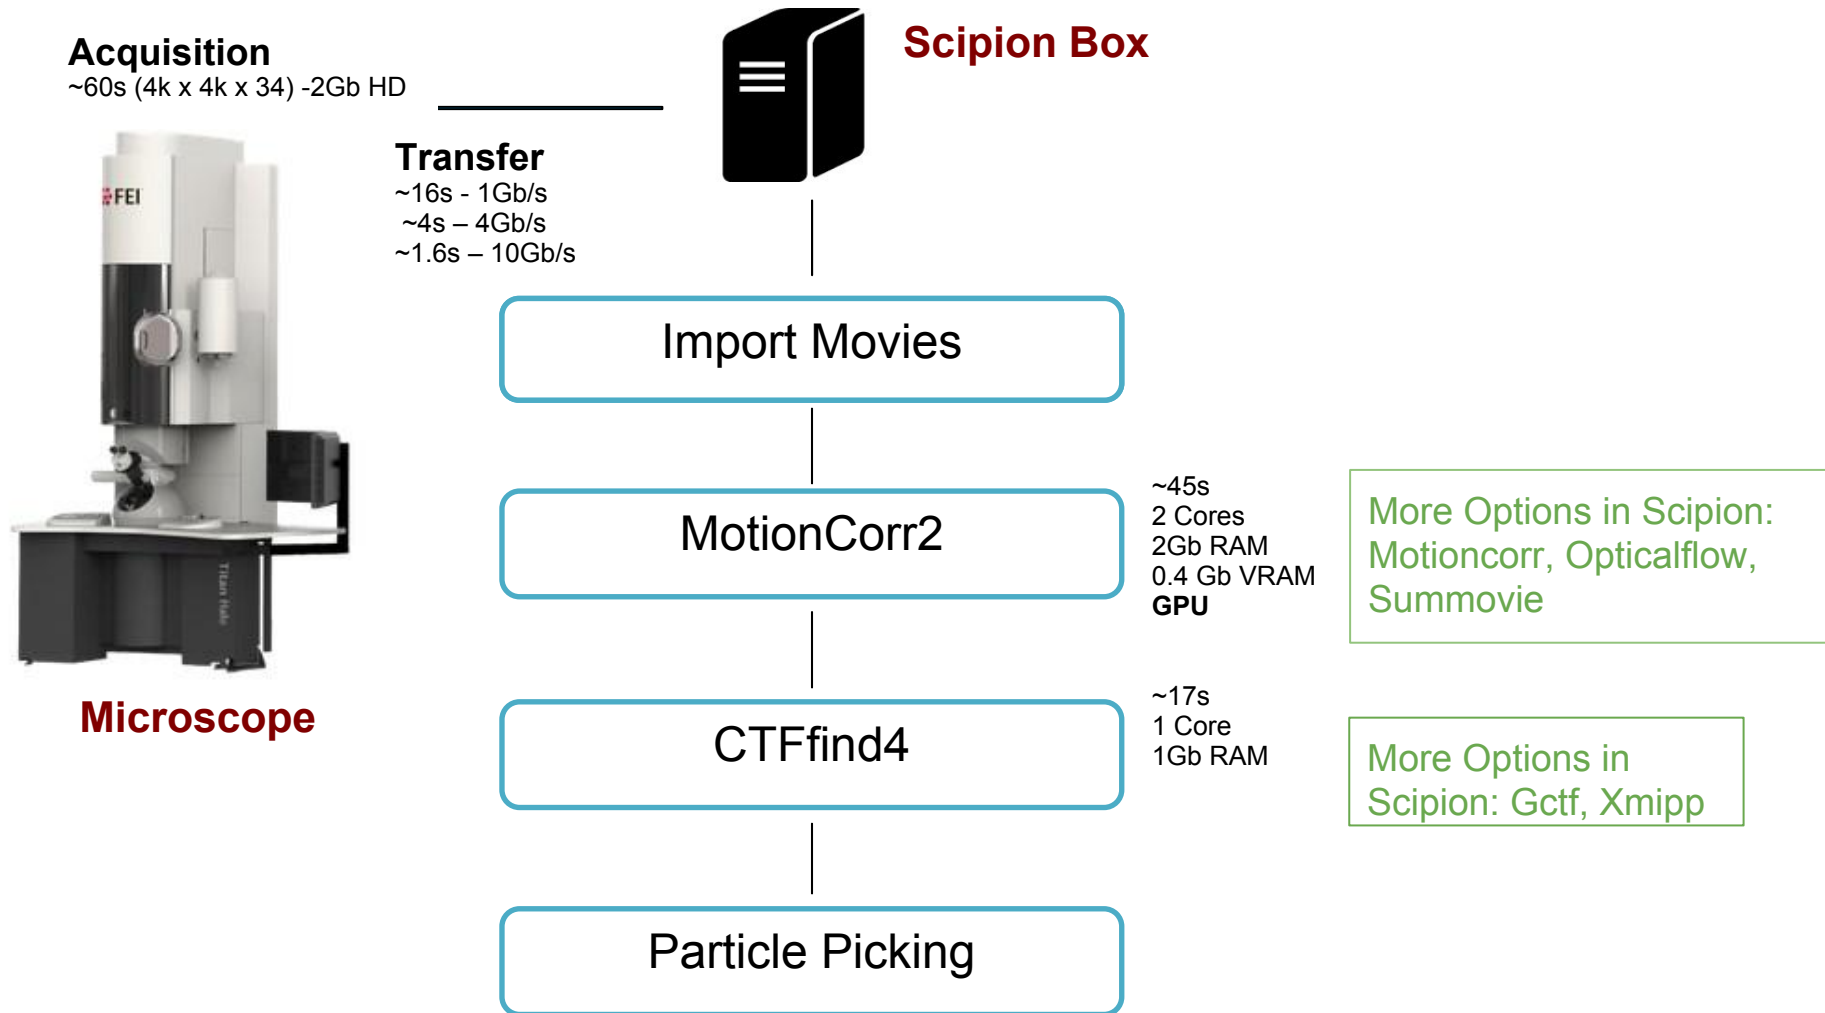 Acquisition
~60s (4k x 4k x 34) -2Gb HD
Scipion Box
Transfer
~16s - 1Gb/s
~4s – 4Gb/s
~1.6s – 10Gb/s
FEI
Titan Halo
Microscope
Import Movies
MotionCorr2
~45s
2 Cores
2Gb RAM
0.4 Gb VRAM
GPU
More Options in Scipion:
Motioncorr, Opticalflow,
Summovie
CTFfind4
~17s
1 Core
1Gb RAM
More Options in
Scipion: Gctf, Xmipp
Particle Picking